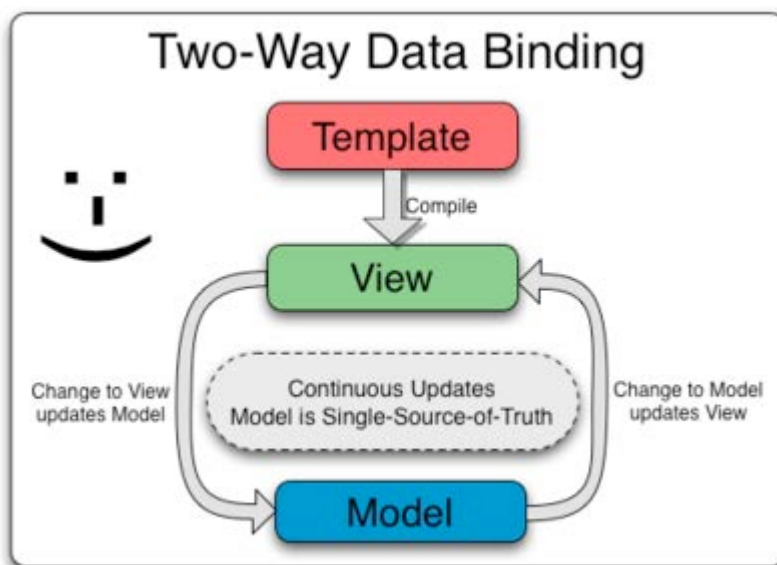 Two-Way Data Binding
Template
Compile
View
Change to View
updates Model
Continuous Updates
Model is Single-Source-of-Truth
Change to Model
updates View
Model